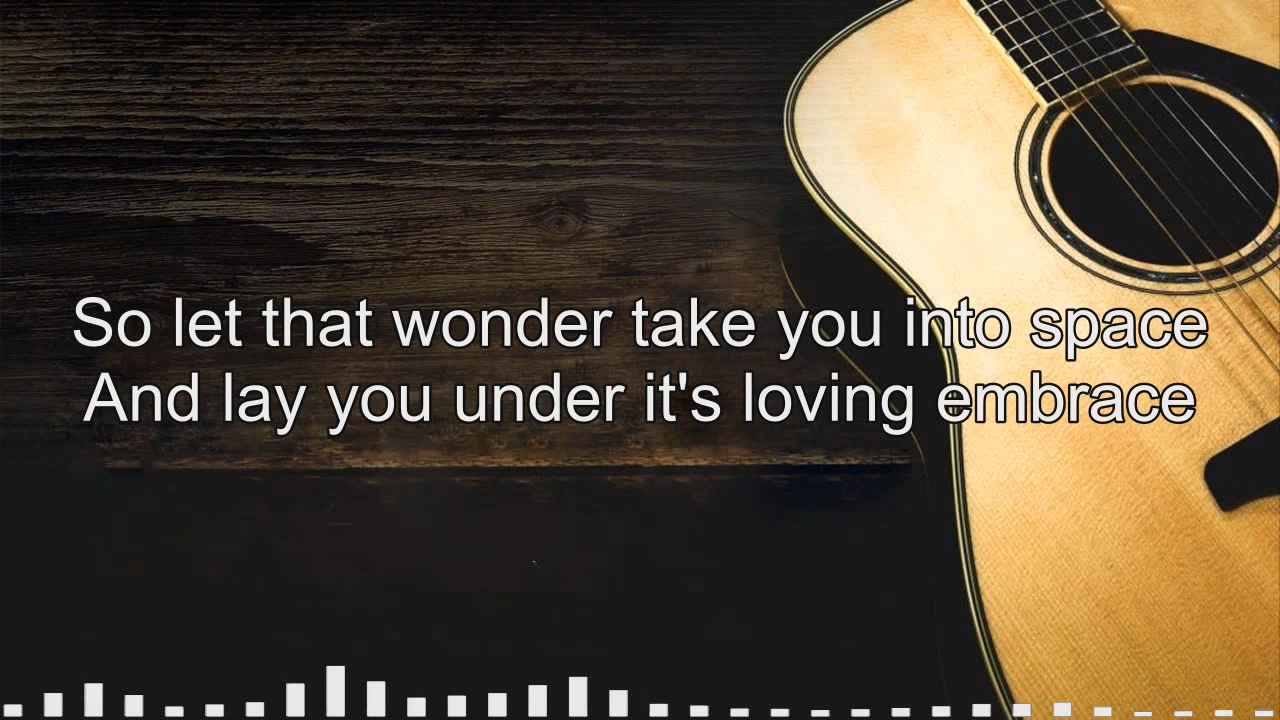 So let that wonder take you into space
And lay you under it's loving embrace